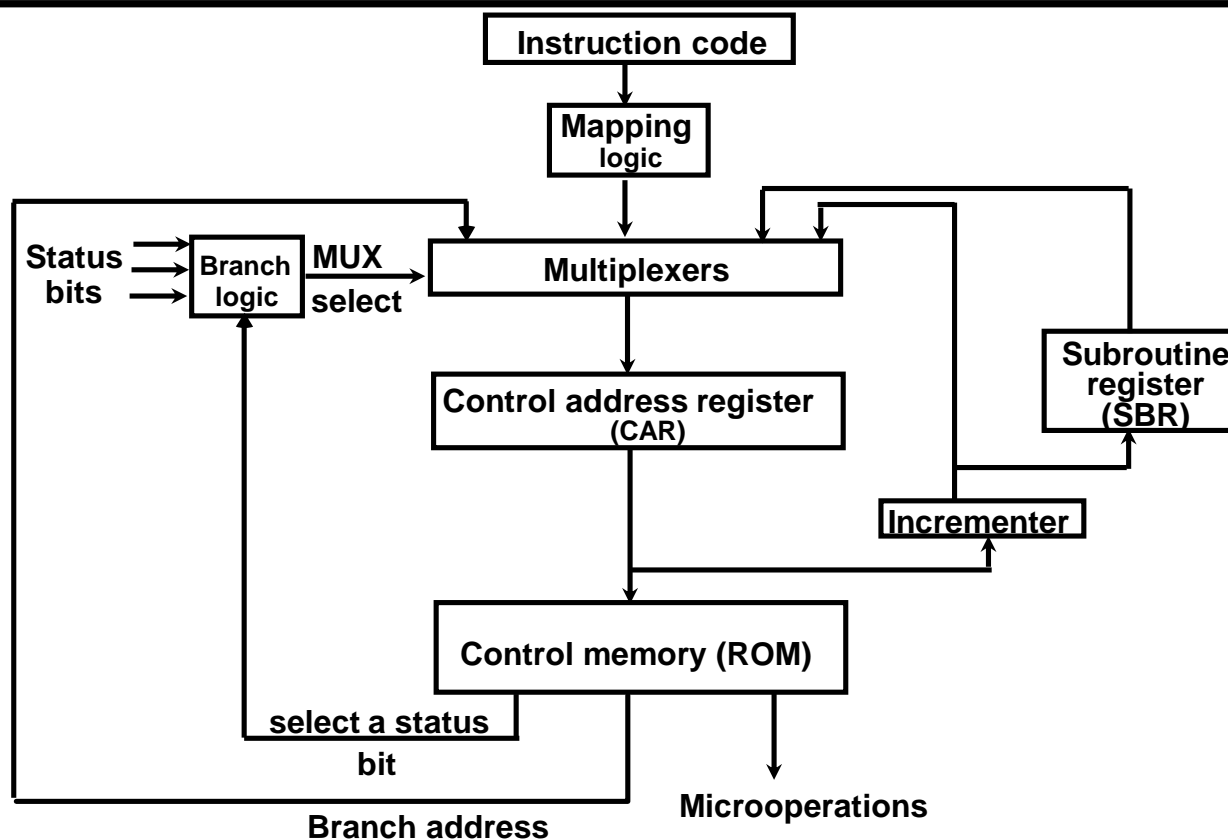 Instruction code
Mapping
logic
Status
bits
Branch
logic
MUX
select
Multiplexers
Subroutine
register
(SBR)
Control address register
(CAR)
Incrementer
Control memory (ROM)
select a status
bit
Microoperations
Branch address